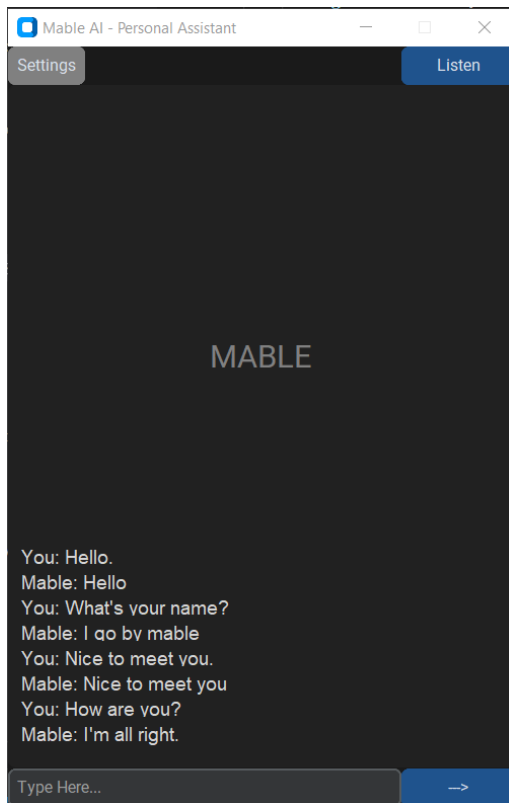 Mable AI - Personal Assistant
Settings
Listen
MABLE
You: Hello.
Mable: Hello
You: What's your name?
Mable: I go by mable
You: Nice to meet you.
Mable: Nice to meet you
You: How are you?
Mable: I'm all right.
Type Here...
--->